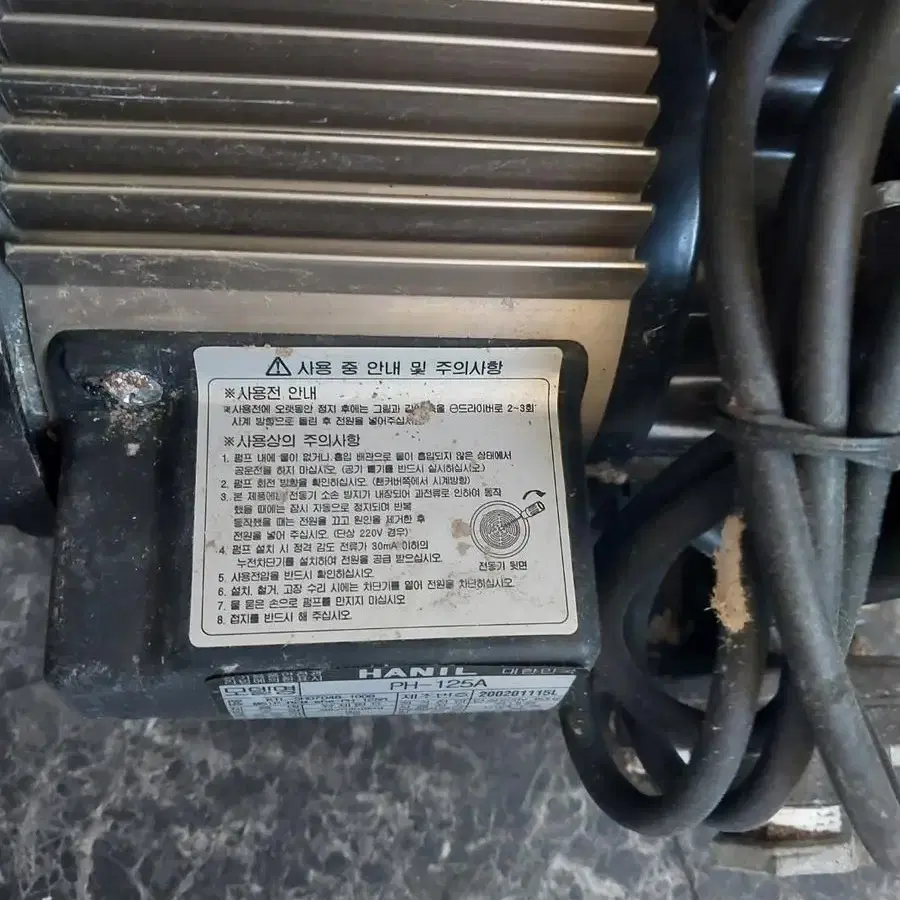 ⚠ 사용 중 안내 및 주의사항
※사용전 안내
※사용전에 오랫동안 정지 후에는 그림과 ⊖드라이버로 2~3회
시계 방향으로 돌린 후 전원을 넣어주십시오
※사용상의 주의사항
1. 펌프 내에 물이 없거나, 흡입 배관으로 물이 흡입되지 않은 상태에서
공운전을 하지 마십시오. (공기 빼기를 반드시 실시하십시오.)
2. 펌프 회전 방향을 확인하십시오. (휀커버쪽에서 시계방향)
3. 본 제품에는 전동기 소손 방지가 내장되어 과전류로 인하여 동작
했을 때에는 잠시 자동으로 정지되며 반복
동작했을 때는 전원을 끄고 원인을 제거한 후
전원을 넣어 주십시오. (단상 220V 경우)
4. 펌프 설치 시 정격 감도 전류가 30mA 이하의
누전차단기를 설치하여 전원을 공급 받으십시오.
전동기 뒷면
5. 사용전압을 반드시 확인하십시오.
6. 설치, 철거, 고장 수리 시에는 차단기를 열어 전원을 차단하십시오.
7. 물 묻은 손으로 펌프를 만지지 마십시오
8. 접지를 반드시 해 주십시오.
HANIL 대한민국
모델명 PH-125A 제조번호 200201115L